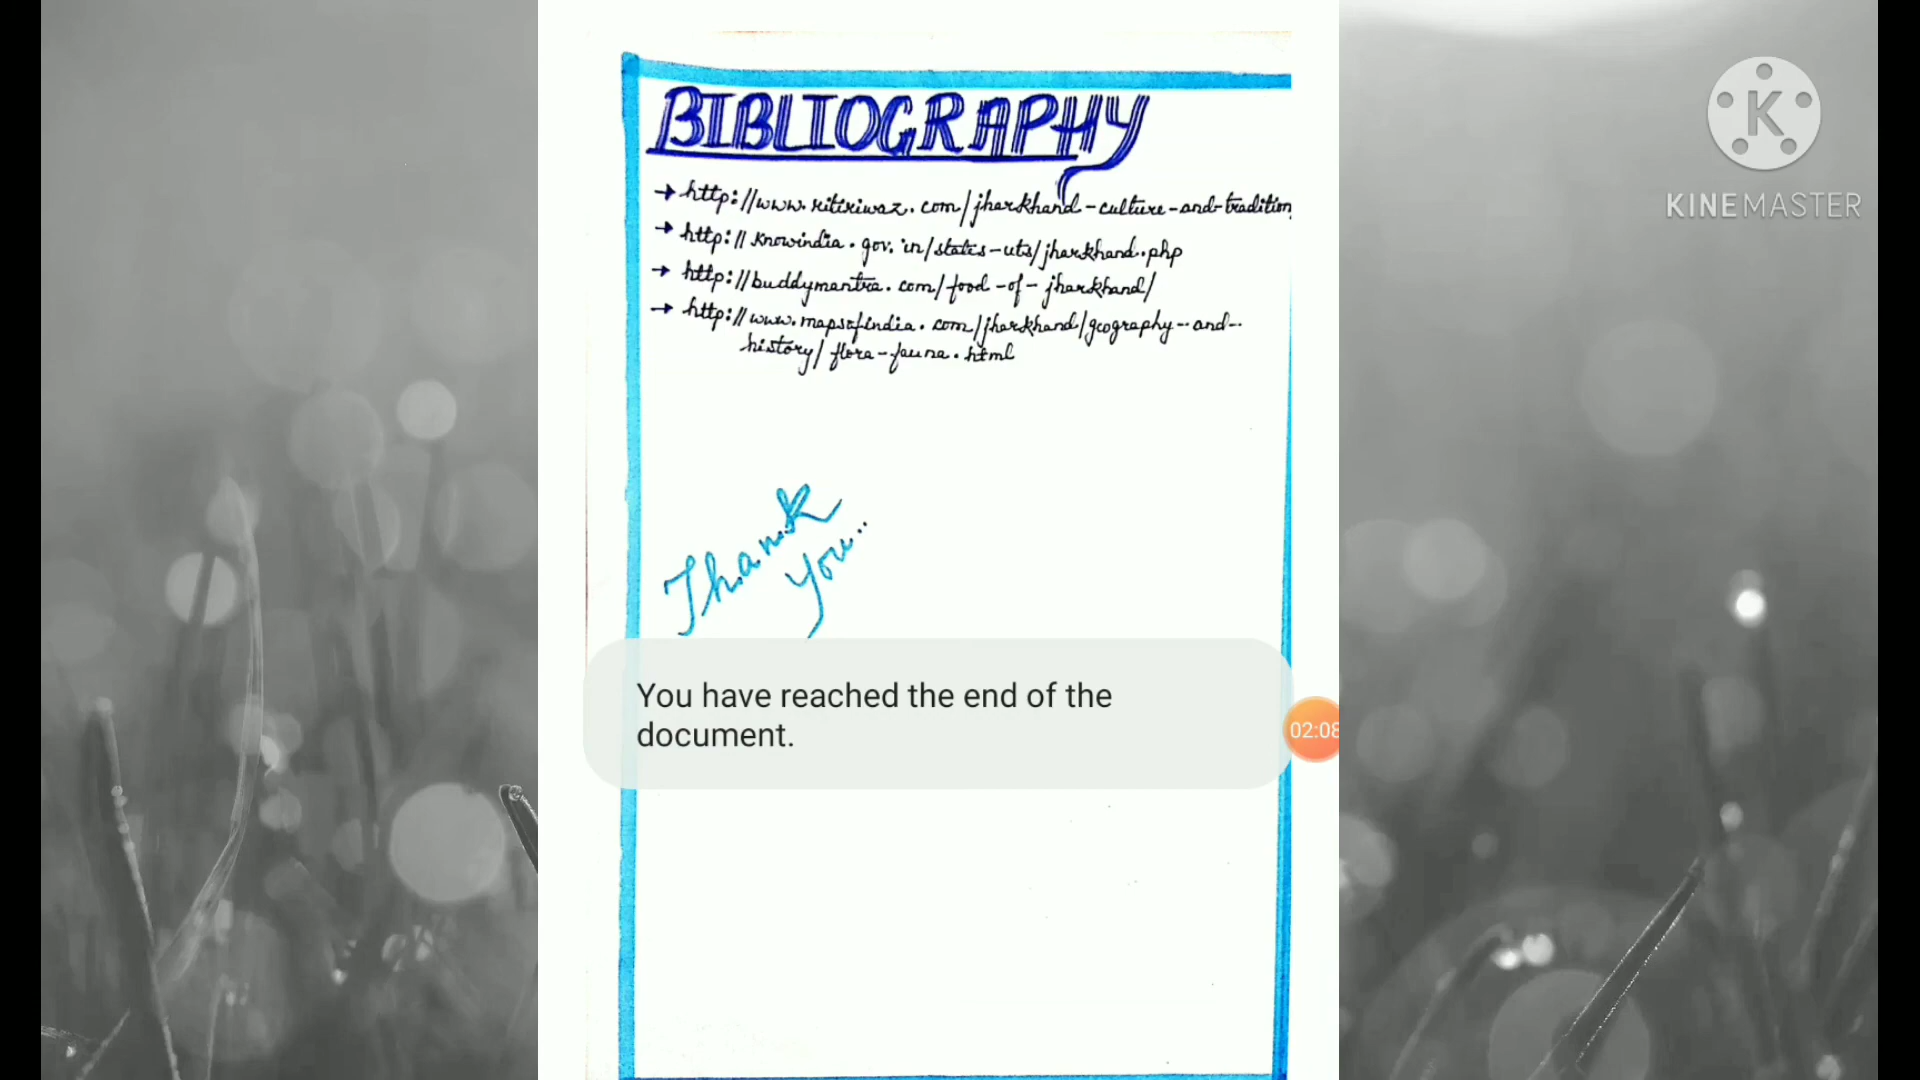 BIBLIOGRAPHY
→ http://www.ritiriwaz.com/jharkhand-culture-and-tradition
→ http://knowindia.gov.in/states-uts/jharkhand.php
→ http://buddymantra.com/food-of-jharkhand/
→ http://www.mapsofindia.com/jharkhand/geography-and-
history/flora-fauna.html
Thank
You...
You have reached the end of the
document.
02:08
K
KINEMASTER